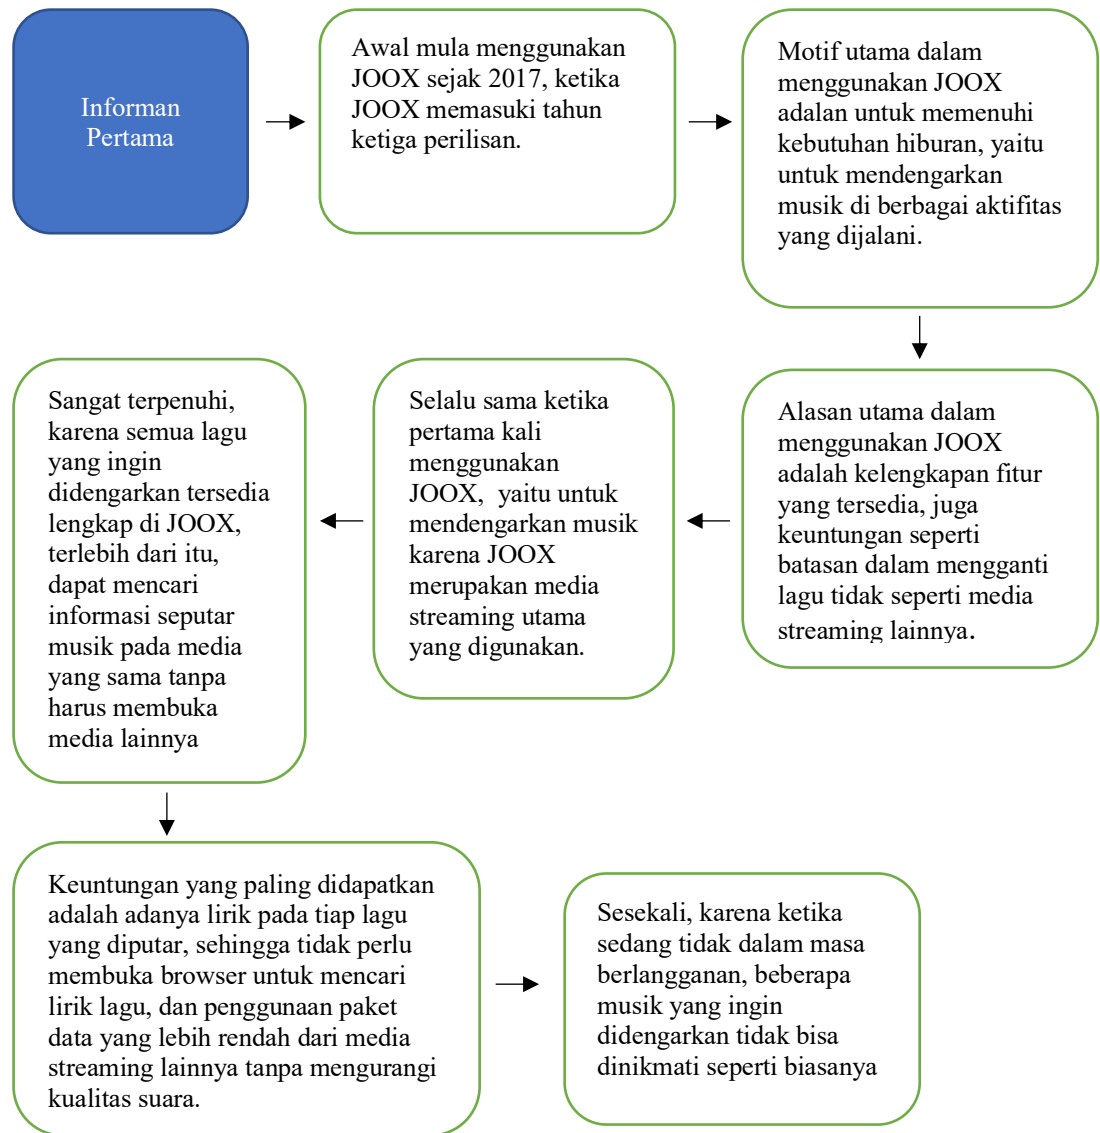 Informan
Pertama
Awal mula menggunakan
JOOX sejak 2017, ketika
JOOX memasuki tahun
ketiga perilisan.
Motif utama dalam
menggunakan JOOX
adalan untuk memenuhi
kebutuhan hiburan, yaitu
untuk mendengarkan
musik di berbagai aktifitas
yang dijalani.
Alasan utama dalam
menggunakan JOOX
adalah kelengkapan fitur
yang tersedia, juga
keuntungan seperti
batasan dalam mengganti
lagu tidak seperti media
streaming lainnya.
Selalu sama ketika
pertama kali
menggunakan
JOOX,  yaitu untuk
mendengarkan musik
karena JOOX
merupakan media
streaming utama
yang digunakan.
Sangat terpenuhi,
karena semua lagu
yang ingin
didengarkan tersedia
lengkap di JOOX,
terlebih dari itu,
dapat mencari
informasi seputar
musik pada media
yang sama tanpa
harus membuka
media lainnya
Keuntungan yang paling didapatkan
adalah adanya lirik pada tiap lagu
yang diputar, sehingga tidak perlu
membuka browser untuk mencari
lirik lagu, dan penggunaan paket
data yang lebih rendah dari media
streaming lainnya tanpa mengurangi
kualitas suara.
Sesekali, karena ketika
sedang tidak dalam masa
berlangganan, beberapa
musik yang ingin
didengarkan tidak bisa
dinikmati seperti biasanya